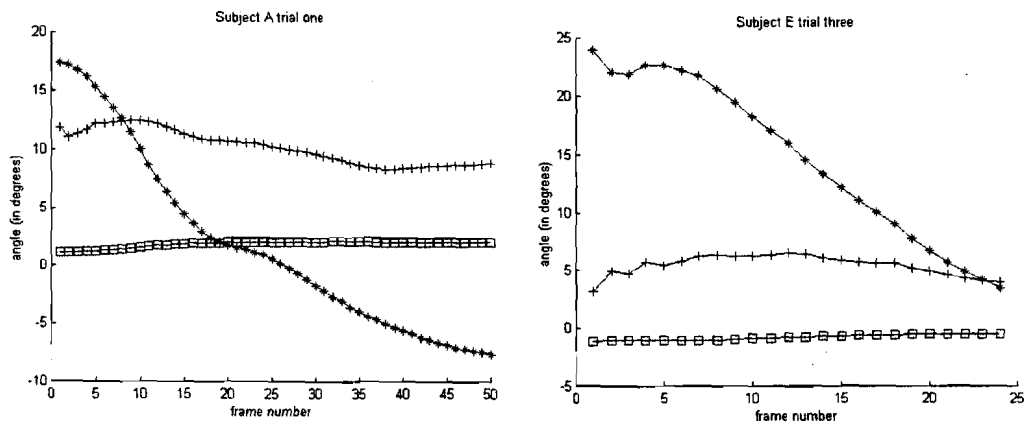 Subject A trial one
20
15
10
5
0
-5
-10
angle (in degrees)
0 5 10 15 20 25 30 35 40 45 50
frame number
Subject E trial three
25
20
15
10
5
0
-5
angle (in degrees)
0 5 10 15 20 25
frame number